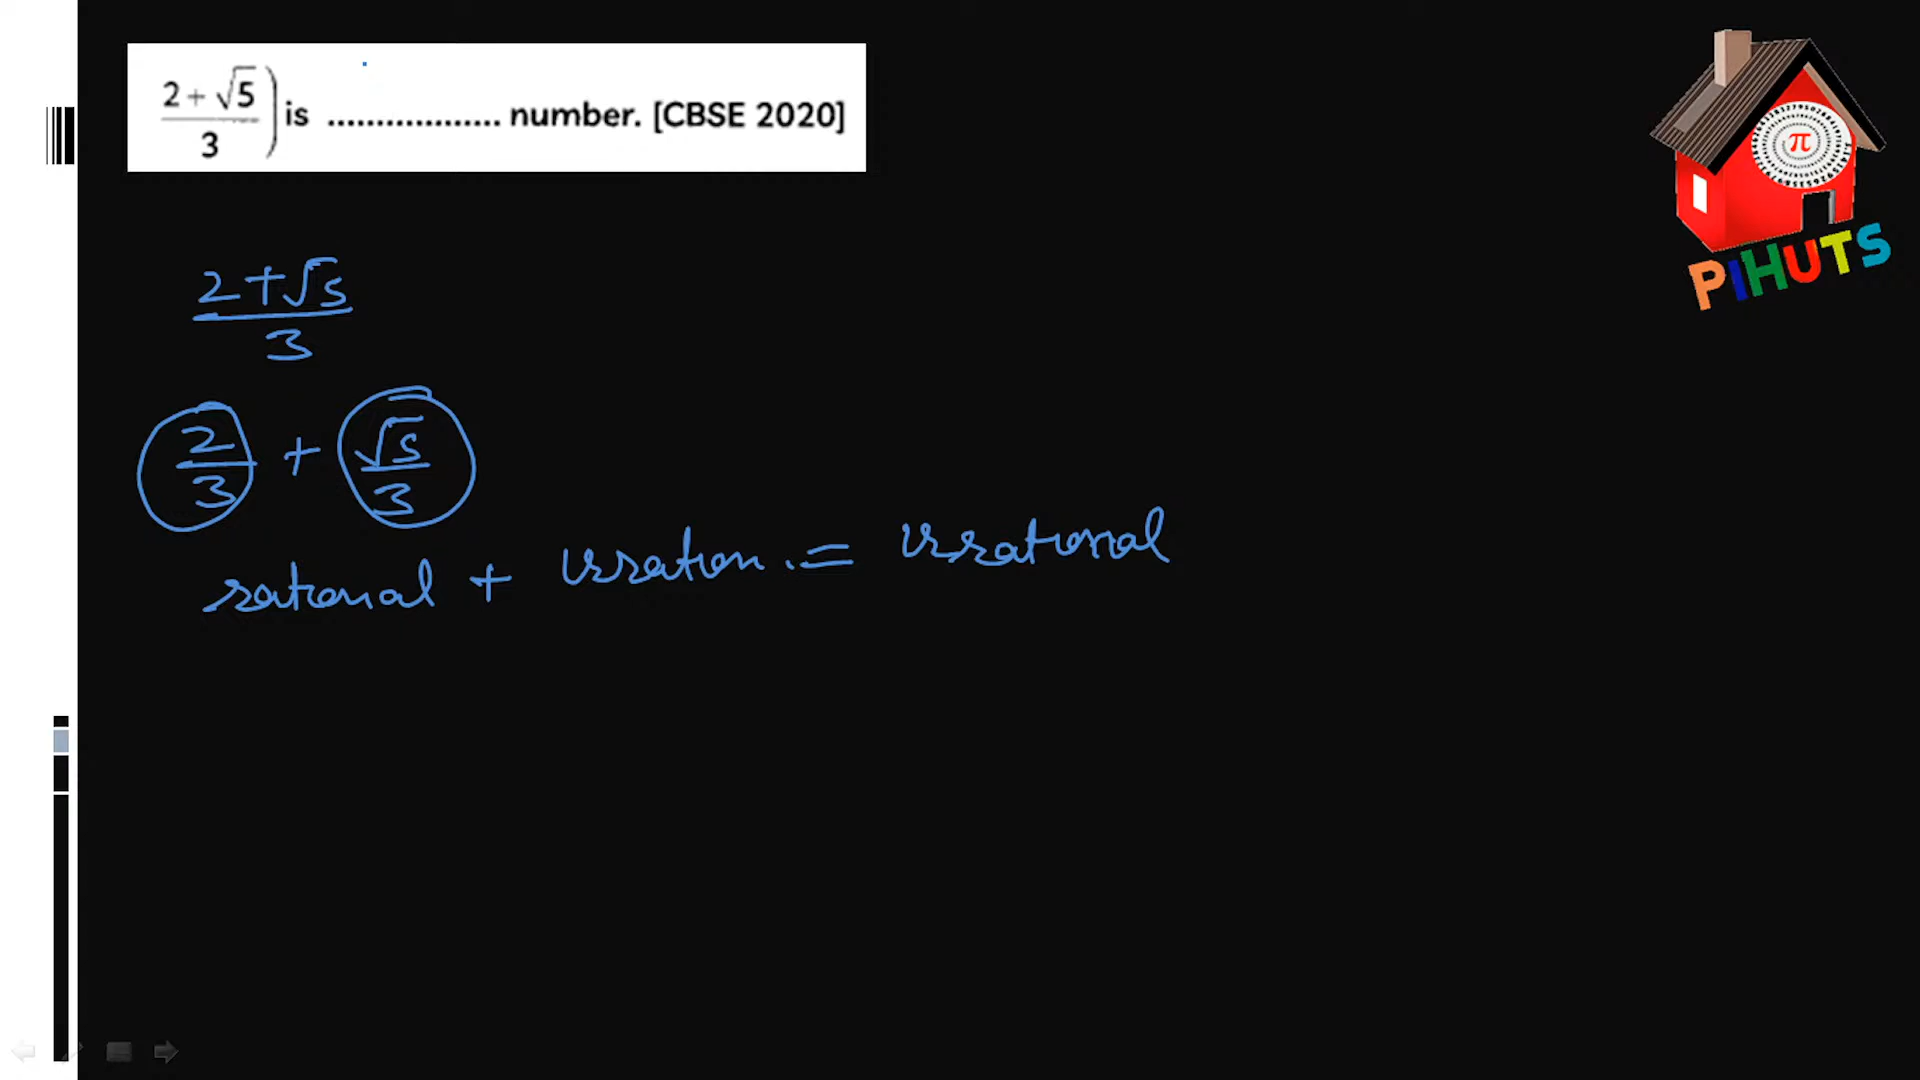 2 + √5
3
) is .................. number. [CBSE 2020]
π
PIHUTS
2+√5
3
2/3 + √5/3
rational + irration. = irrational